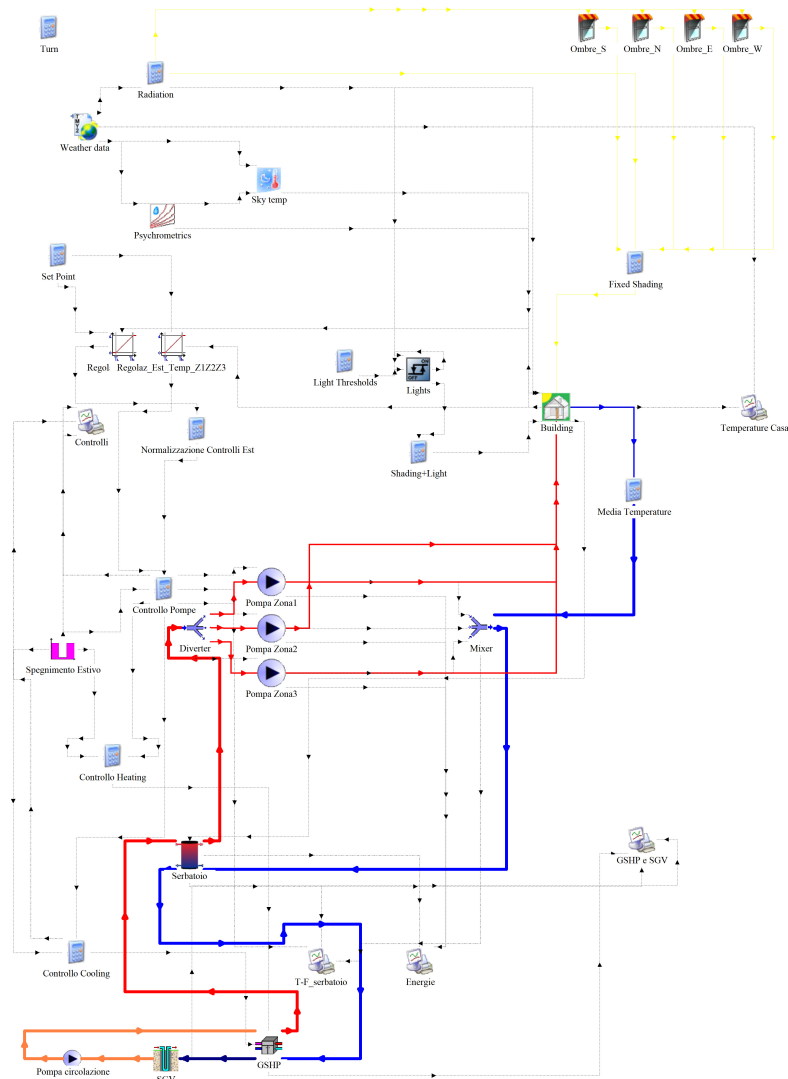 Turn
Ombre_S
Ombre_N
Ombre_E
Ombre_W
Radiation
Weather data
Sky temp
Psychrometrics
Set Point
Fixed Shading
Regol
Regolaz_Est_Temp_Z1Z2Z3
Light Thresholds
Lights
ON
OFF
Controlli
Normalizzazione Controlli Est
Shading+Light
Building
Temperature Casa
Media Temperature
Controllo Pompe
Pompa Zona1
Diverter
Pompa Zona2
Mixer
Spegnimento Estivo
Pompa Zona3
Controllo Heating
Serbatoio
GSHP e SGV
Controllo Cooling
T-F_serbatoio
Energie
Pompa circolazione
SGV
GSHP